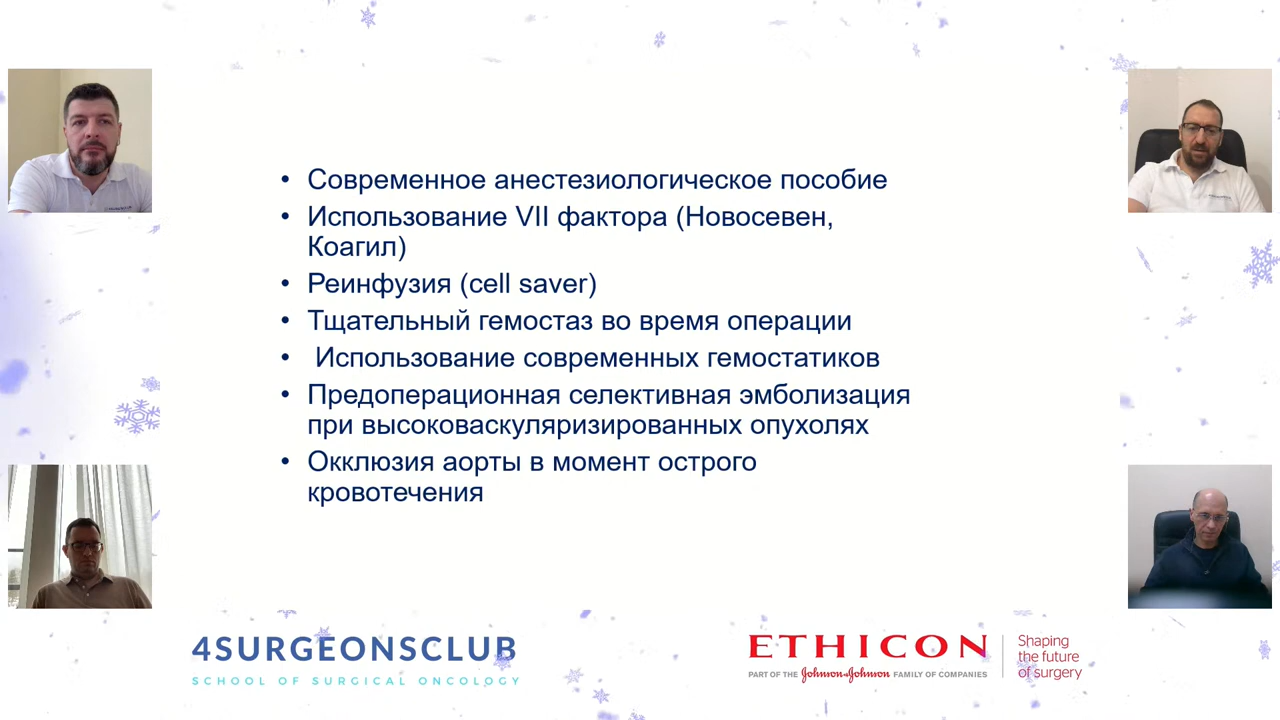 • Современное анестезиологическое пособие
• Использование VII фактора (Новосевен,
Коагил)
• Реинфузия (cell saver)
• Тщательный гемостаз во время операции
• Использование современных гемостатиков
• Предоперационная селективная эмболизация
при высоковаскуляризированных опухолях
• Окклюзия аорты в момент острого
кровотечения
4SURGEONSCLUB
SCHOOL OF SURGICAL ONCOLOGY
ETHICON
PART OF THE Johnson & Johnson FAMILY OF COMPANIES
Shaping
the future
of surgery